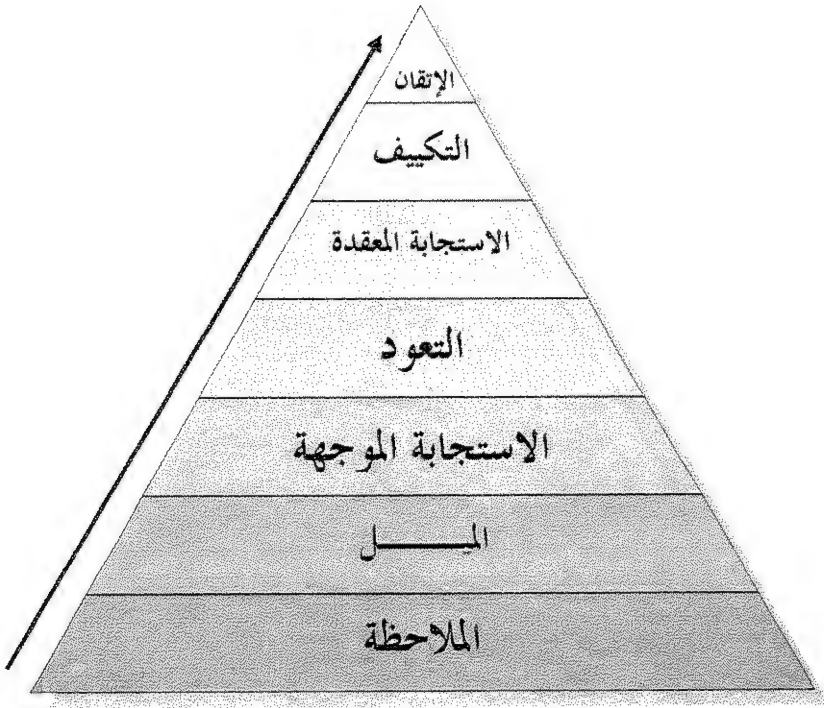 الإتقان
التكييف
الاستجابة المعقدة
التعود
الاستجابة الموجهة
الميـــــل
الملاحظة